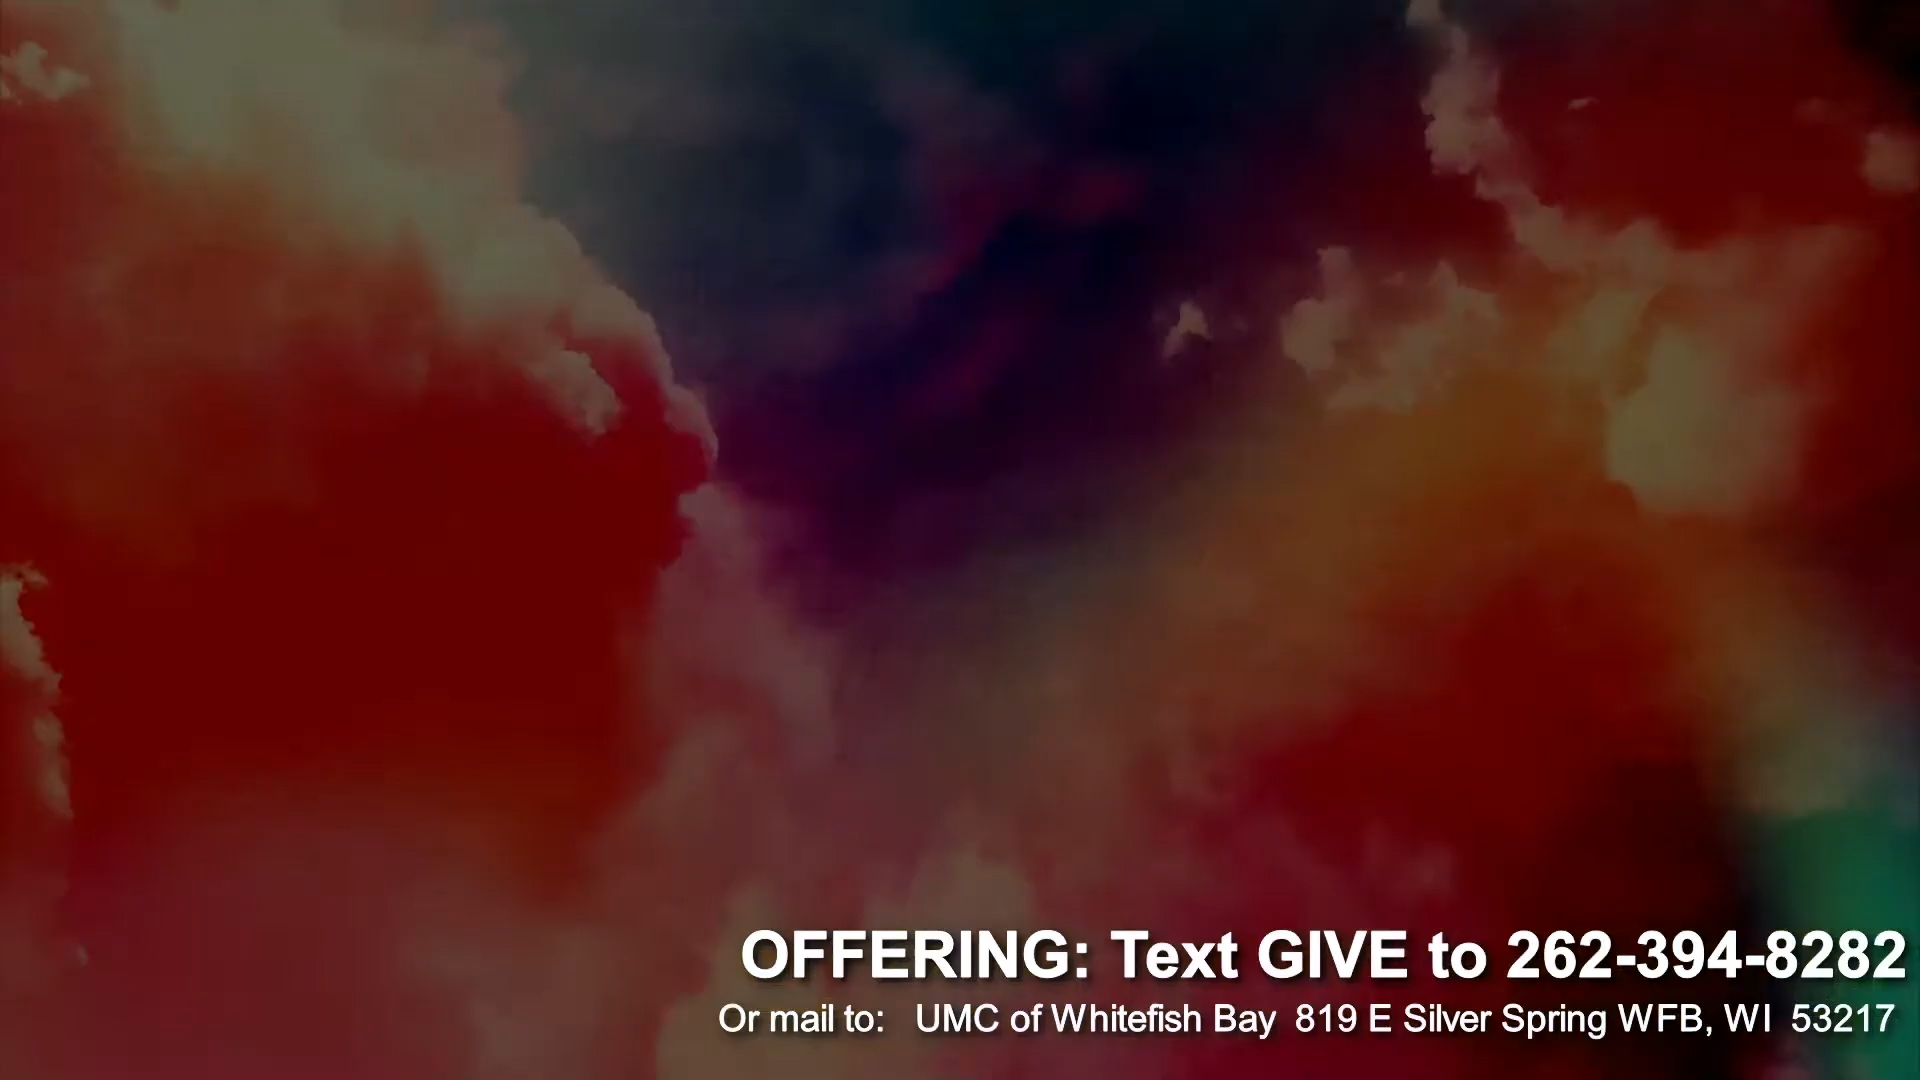 OFFERING: Text GIVE to 262-394-8282
Or mail to: UMC of Whitefish Bay 819 E Silver Spring WFB, WI 53217